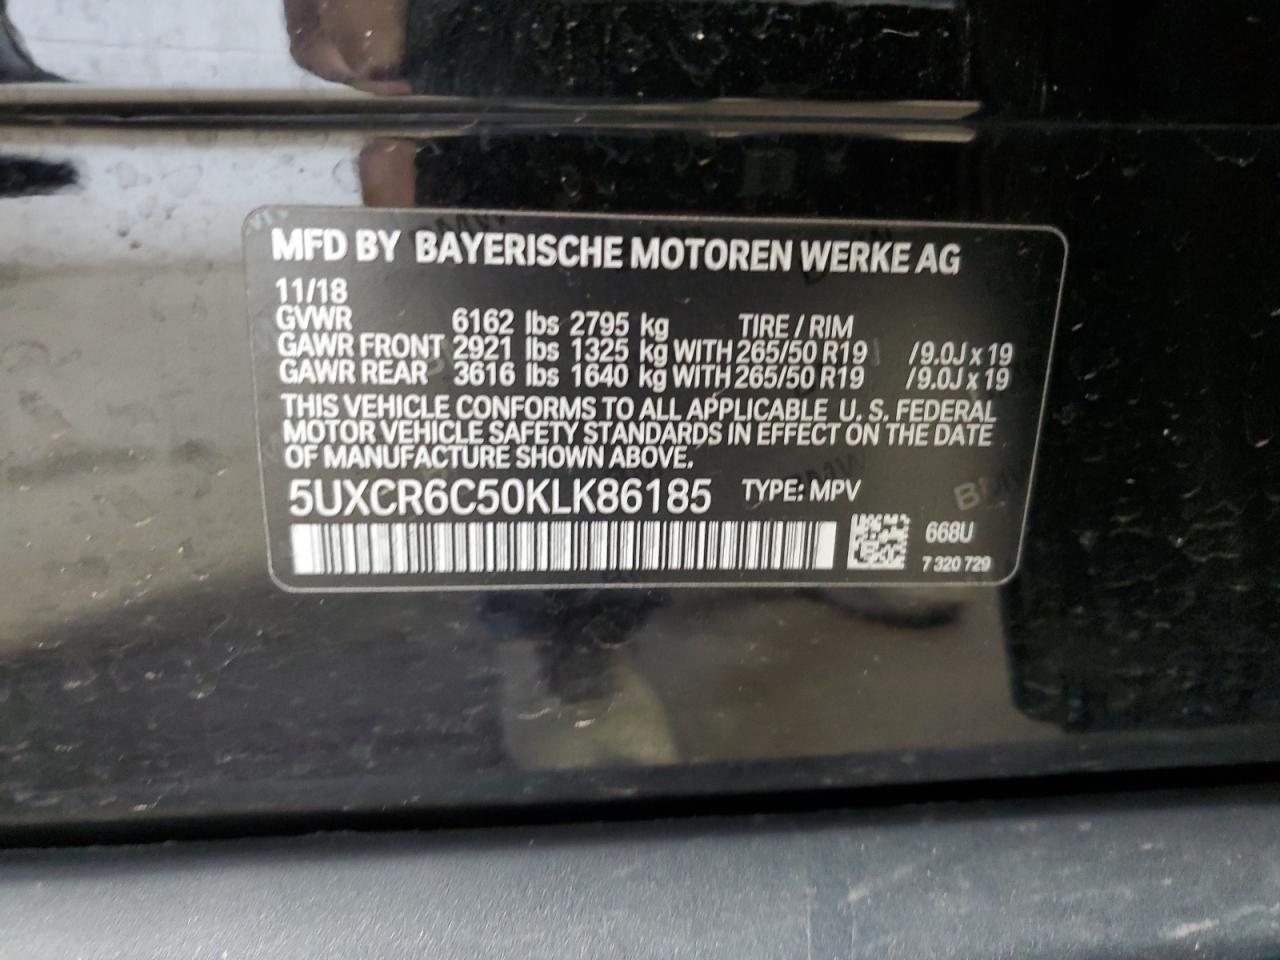 MFD BY BAYERISCHE MOTOREN WERKE AG
11/18
GVWR 6162 lbs 2795 kg TIRE / RIM
GAWR FRONT 2921 lbs 1325 kg WITH 265/50 R19 /9.0J x 19
GAWR REAR 3616 lbs 1640 kg WITH 265/50 R19 /9.0J x 19
THIS VEHICLE CONFORMS TO ALL APPLICABLE U. S. FEDERAL
MOTOR VEHICLE SAFETY STANDARDS IN EFFECT ON THE DATE
OF MANUFACTURE SHOWN ABOVE.
5UXCR6C50KLK86185 TYPE: MPV
668U
7 320 729
BMW